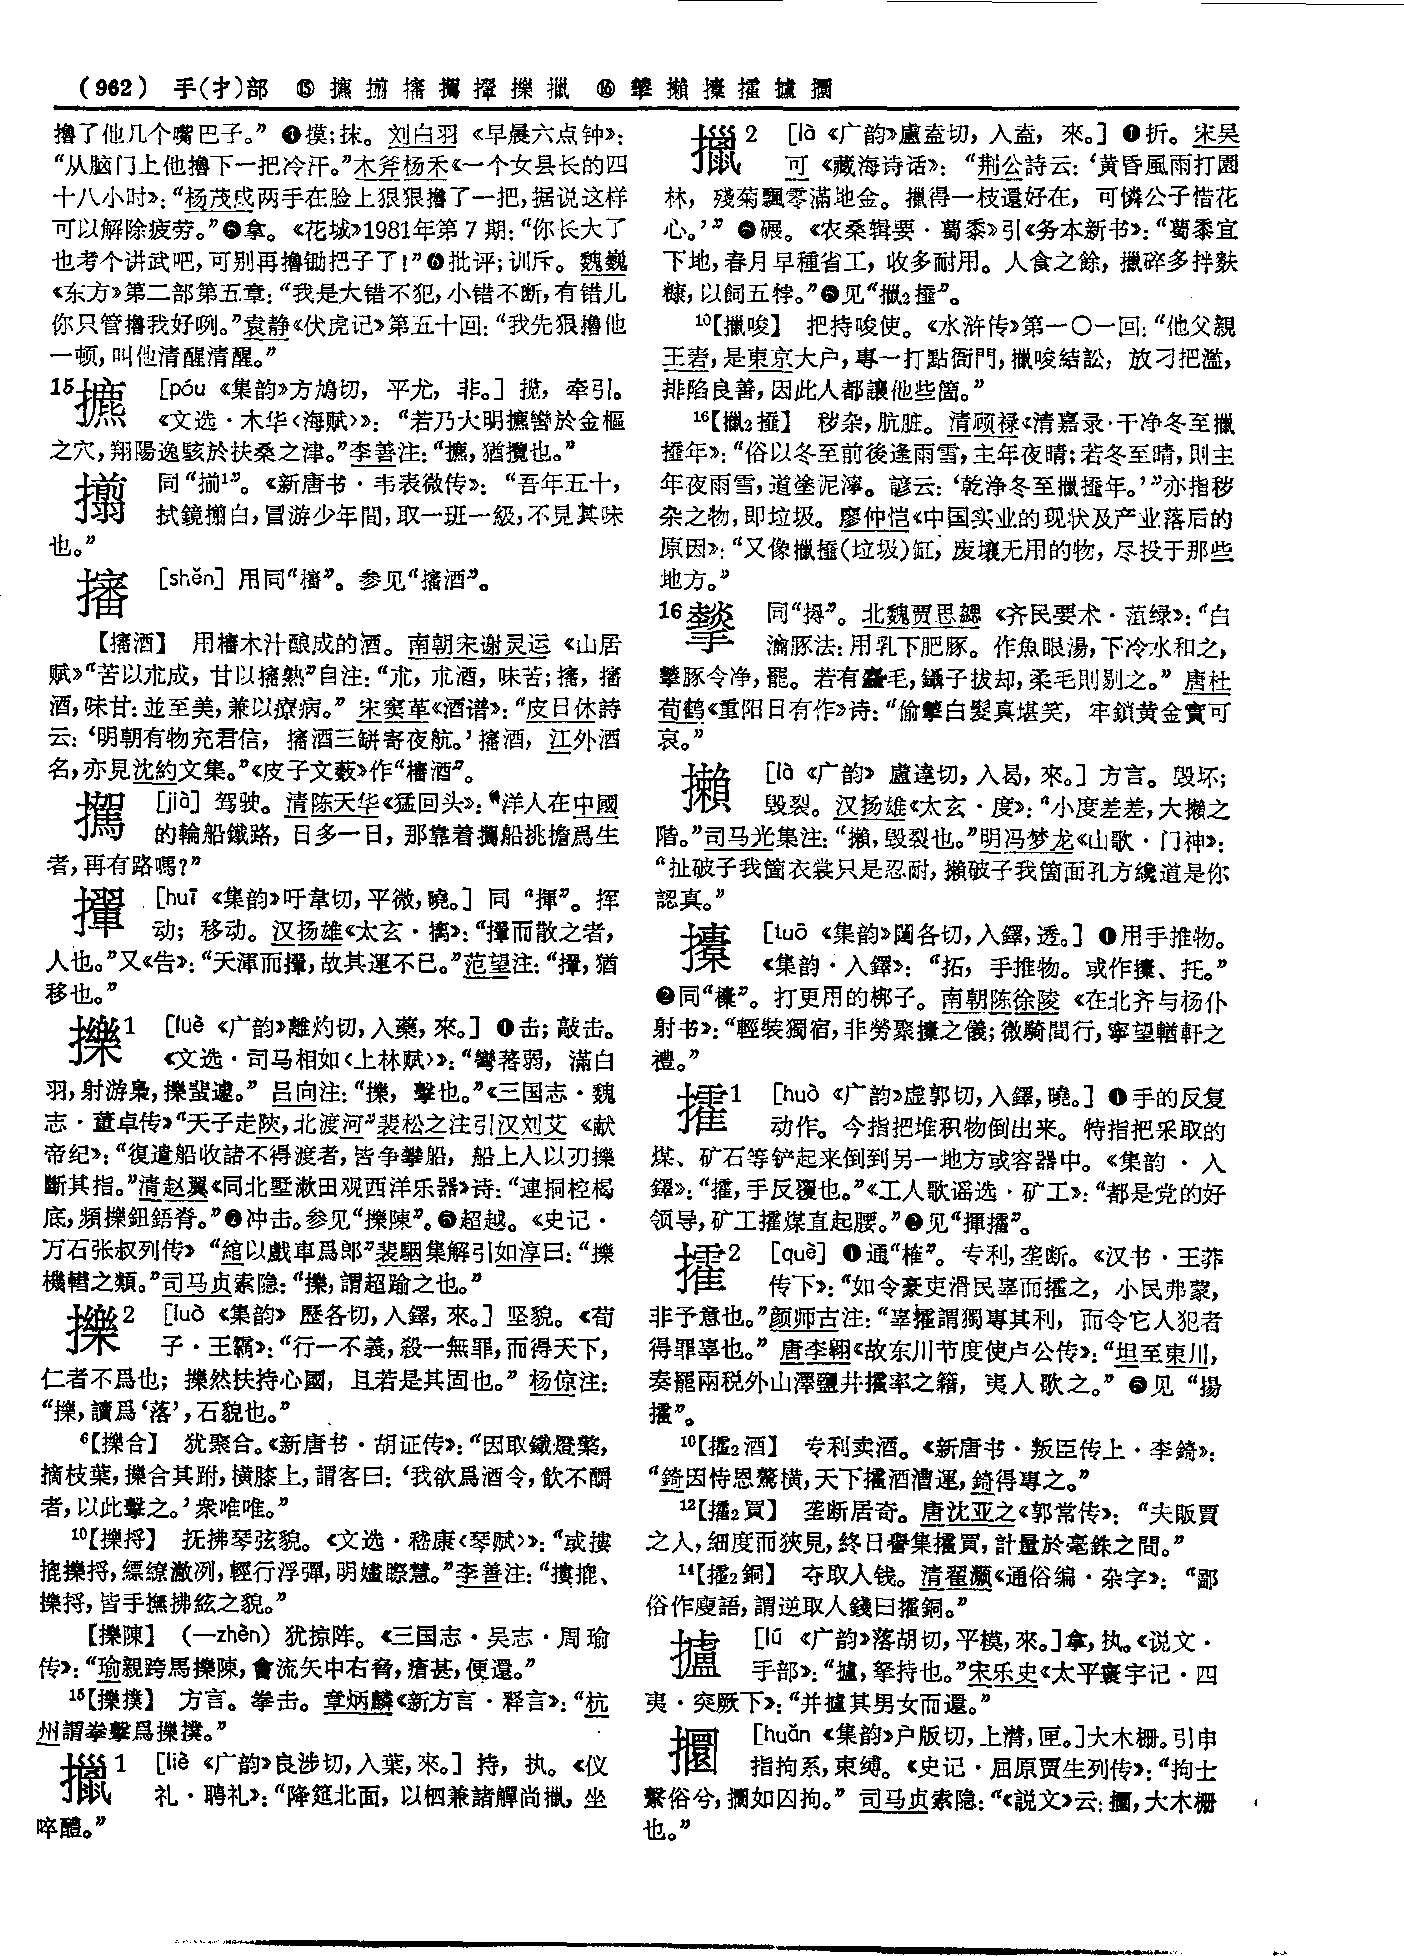 (962) 手(扌)部 ⑮ 攈 㩥 㩒 㩦 㩓 擽 擛 ⑯ 攠 攋 㩡 攉 攎 攌
擼了他几个嘴巴子。”❹摸;抹。刘白羽《早晨六点钟》:
“从脑门上他擼下一把冷汗。”木斧杨禾《一个女县长的四
十八小时》:“杨茂戌两手在脸上狠狠擼了一把,据说这样
可以解除疲劳。”❺拿。《花城》1981年第7期:“你长大了
也考个讲武吧,可别再擼锄把子了!”❻批评;训斥。魏巍
《东方》第二部第五章:“我是大错不犯,小错不断,有错儿
你只管擼我好咧。”袁静《伏虎记》第五十回:“我先狠擼他
一顿,叫他清醒清醒。”
15 [póu 《集韵》方鳩切, 平尤, 非。] 搅, 牵引。
《文选·木华〈海赋〉》: “若乃大明㩠轡於金樞
之穴,翔陽逸駭於扶桑之津。”李善注:“㩠,猶攬也。”
同“揃¹”。《新唐书·韦表微传》: “吾年五十,
拭鏡揃白,冒游少年間,取一班一級,不見其味
也。”
[shěn] 用同“橎”。参见“㩒酒”。
【㩒酒】 用橎木汁酿成的酒。南朝宋谢灵运《山居
赋》“苦以朮成,甘以㩒熟”自注:“朮,朮酒,味苦;㩒,㩒
酒,味甘:並至美,兼以療病。” 宋窦革《酒谱》:“皮日休詩
云:‘明朝有物充君信, 㩒酒三缾寄夜航。’㩒酒, 江外酒
名,亦見沈約文集。”《皮子文薮》作“橎酒”。
[jià] 驾驶。清陈天华《猛回头》:“洋人在中國
的輪船鐵路,日多一日,那靠着㩦船挑擔爲生
者,再有路嗎?”
[huī 《集韵》吁韋切,平微,曉。] 同 “揮”。挥
动; 移动。汉扬雄《太玄·摛》:“㩓而散之者,
人也。”又《告》:“天渾而㩓,故其運不已。”范望注:“㩓,猶
移也。”
擽1 [lüè 《广韵》離灼切,入藥,來。] ❶击; 敲击。
《文选·司马相如〈上林赋〉》:“彎蕃弱, 滿白
羽,射游梟,擽蜚遽。” 吕向注:“擽, 擊也。”《三国志·魏
志·董卓传》“天子走陝,北渡河”裴松之注引汉刘艾《献
帝纪》:“復遣船收諸不得渡者,皆争攀船, 船上人以刃擽
斷其指。”清赵翼《同北墅漱田观西洋乐器》诗:“連挏椌楬
底,頻擽鈕鋙脊。”❷冲击。参见“擽陳”。❸超越。《史记·
万石张叔列传》“綰以戲車爲郎”裴駰集解引如淳曰:“擽
機轊之類。”司马贞索隐:“擽,謂超踰之也。”
擽2 [luò 《集韵》 歷各切,入鐸,來。] 坚貌。《荀
子·王霸》:“行一不義,殺一無罪,而得天下,
仁者不爲也; 擽然扶持心國, 且若是其固也。” 杨倞注:
“擽,讀爲‘落’,石貌也。”
⁶【擽合】 犹聚合。《新唐书·胡证传》:“因取鐵燈檠,
摘枝葉,擽合其跗,横膝上,謂客曰: ‘我欲爲酒令,飲不釂
者,以此擊之。’衆唯唯。”
¹⁰【擽捋】 抚拂琴弦貌。《文选·嵇康〈琴赋〉》:“或摟
㨫擽捋,縹繚潎冽,輕行浮彈,明嫿䁢慧。”李善注:“摟㨫、
擽捋,皆手撫拂絃之貌。”
【擽陳】 (—zhèn) 犹掠阵。《三国志·吴志·周瑜
传》:“瑜親跨馬擽陳,會流矢中右脅,瘡甚,便還。”
¹⁵【擽撲】 方言。拳击。章炳麟《新方言·释言》:“杭
州謂拳擊爲擽撲。”
擸1 [liè 《广韵》良涉切,入葉,來。] 持, 执。《仪
礼·聘礼》:“降筵北面, 以柶兼諸觶尚擸, 坐
啐醴。”
擸2 [là 《广韵》盧盍切,入盍, 來。] ❶折。宋吴
可《藏海诗话》: “荆公詩云: ‘黄昏風雨打園
林, 殘菊飄零滿地金。擸得一枝還好在, 可憐公子惜花
心。’” ❷碾。《农桑辑要·蜀黍》引《务本新书》:“蜀黍宜
下地,春月早種省工, 收多耐用。人食之餘, 擸碎多拌麩
糠,以飼五牸。”❸见“擸₂𢶍”。
¹⁰【擸唆】 把持唆使。《水浒传》第一〇一回:“他父親
王砉,是東京大户,專一打點衙門,擸唆結訟, 放刁把濫,
排陷良善,因此人都讓他些箇。”
¹⁶【擸₂𢶍】 秽杂,肮脏。清顾禄《清嘉录·干净冬至擸
𢶍年》:“俗以冬至前後逢雨雪,主年夜晴;若冬至晴,則主
年夜雨雪,道塗泥濘。諺云: ‘乾浄冬至擸𢶍年。’”亦指秽
杂之物,即垃圾。廖仲恺《中国实业的现状及产业落后的
原因》:“又像擸𢶍(垃圾)缸, 废壞无用的物, 尽投于那些
地方。”
16 同“撏”。北魏贾思勰《齐民要术·菹绿》:“白
瀹豚法:用乳下肥豚。作魚眼湯,下冷水和之,
㩕豚令净,罷。若有麤毛,鑷子拔却,柔毛則剔之。” 唐杜
荀鹤《重阳日有作》诗:“偷㩕白髮真堪笑, 牢鎖黄金實可
哀。”
攋 [là 《广韵》 盧達切,入曷,來。] 方言。毁坏;
毁裂。汉扬雄《太玄·度》:“小度差差,大攋之
階。”司马光集注:“攋,毁裂也。”明冯梦龙《山歌·门神》:
“扯破子我箇衣裳只是忍耐,攋破子我箇面孔方纔道是你
認真。”
[tuō 《集韵》闥各切,入鐸,透。] ❶用手推物。
《集韵·入鐸》: “拓, 手推物。或作㩡、托。”
❷同“㯱”。打更用的梆子。南朝陈徐陵《在北齐与杨仆
射书》:“輕裝獨宿,非勞聚㩡之儀;微騎間行,寧望輶軒之
禮。”
攉1 [huò 《广韵》虚郭切,入鐸,曉。] ❶手的反复
动作。今指把堆积物倒出来。特指把采取的
煤、矿石等铲起来倒到另一地方或容器中。《集韵·入
鐸》:“攉,手反覆也。”《工人歌谣选·矿工》:“都是党的好
领导,矿工攉煤直起腰。”❷见“揮攉”。
攉2 [què] ❶通“榷”。专利,垄断。《汉书·王莽
传下》:“如令豪吏滑民辜而攉之, 小民弗蒙,
非予意也。”颜师古注:“辜攉謂獨專其利, 而令它人犯者
得罪辜也。” 唐李翱《故东川节度使卢公传》:“坦至東川,
奏罷兩税外山澤鹽井攉率之籍, 夷人歌之。” ❷见 “揚
攉”。
¹⁰【攉₂酒】 专利卖酒。《新唐书·叛臣传上·李錡》:
“錡因恃恩驁横,天下攉酒漕運,錡得專之。”
¹²【攉₂買】 垄断居奇。唐沈亚之《郭常传》: “夫販賈
之人,細度而狹見,終日譽集攉買,計量於毫銖之間。”
¹⁴【攉₂銅】 夺取人钱。清翟灏《通俗编·杂字》: “鄙
俗作廋語,謂逆取人錢曰攉銅。”
攎 [lú 《广韵》落胡切,平模,來。]拿,执。《说文·
手部》:“攎,拏持也。”宋乐史《太平寰宇记·四
夷·突厥下》:“并攎其男女而還。”
攌 [huǎn 《集韵》户版切,上潸,匣。]大木栅。引申
指拘系,束缚。《史记·屈原贾生列传》:“拘士
繫俗兮,攌如囚拘。” 司马贞索隐:“《説文》云:攌,大木栅
也。”